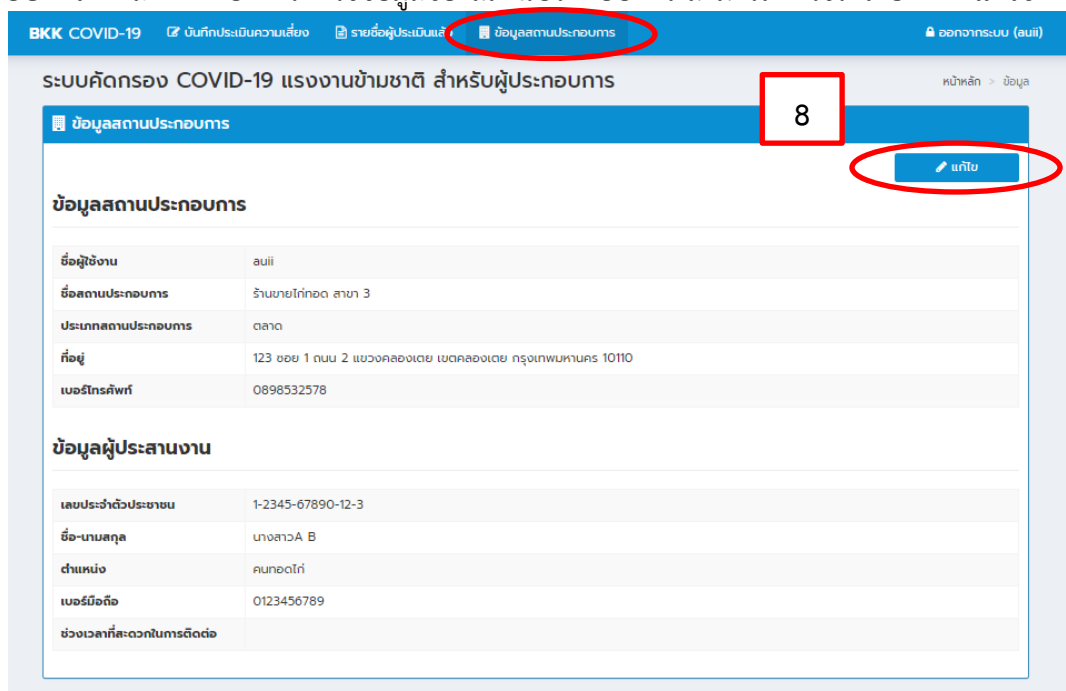 BKK COVID-19 บันทึกประเมินความเสี่ยง รายชื่อผู้ประเมินแล้ว ข้อมูลสถานประกอบการ ออกจากระบบ (auii)
ระบบคัดกรอง COVID-19 แรงงานข้ามชาติ สำหรับผู้ประกอบการ หน้าหลัก > ข้อมูล
ข้อมูลสถานประกอบการ
8
แก้ไข
ข้อมูลสถานประกอบการ
ชื่อผู้ใช้งาน auii
ชื่อสถานประกอบการ ร้านขายไก่ทอด สาขา 3
ประเภทสถานประกอบการ ตลาด
ที่อยู่ 123 ซอย 1 ถนน 2 แขวงคลองเตย เขตคลองเตย กรุงเทพมหานคร 10110
เบอร์โทรศัพท์ 0898532578
ข้อมูลผู้ประสานงาน
เลขประจำตัวประชาชน 1-2345-67890-12-3
ชื่อ-นามสกุล นางสาวA B
ตำแหน่ง คนทอดไก่
เบอร์มือถือ 0123456789
ช่วงเวลาที่สะดวกในการติดต่อ